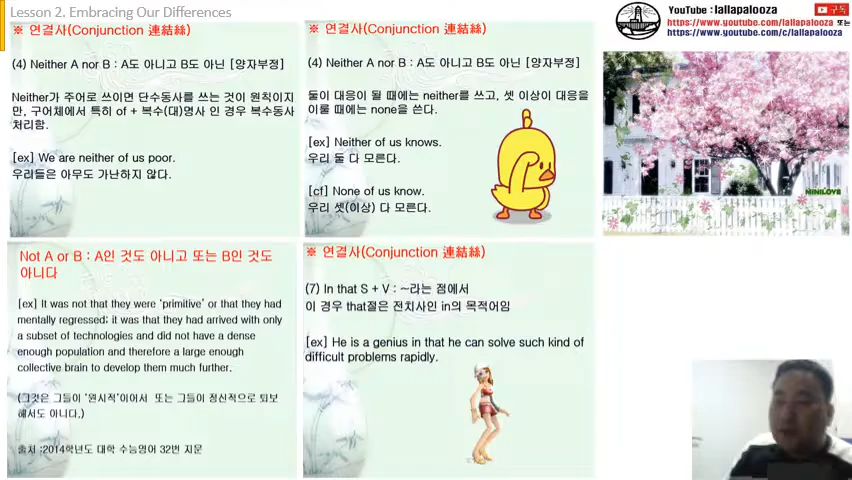 Lesson 2. Embracing Our Differences
※ 연결사(Conjunction 連結絲)
(4) Neither A nor B : A도 아니고 B도 아닌 [양자부정]
Neither가 주어로 쓰이면 단수동사를 쓰는 것이 원칙이지
만, 구어체에서 특히 of + 복수(대)명사 인 경우 복수동사
처리함.
[ex] We are neither of us poor.
우리들은 아무도 가난하지 않다.
※ 연결사(Conjunction 連結絲)
(4) Neither A nor B : A도 아니고 B도 아닌 [양자부정]
둘이 대응이 될 때에는 neither를 쓰고, 셋 이상이 대응을
이룰 때에는 none을 쓴다.
[ex] Neither of us knows.
우리 둘 다 모른다.
[cf] None of us know.
우리 셋(이상) 다 모른다.
YouTube : lallapalooza
구독
https://www.youtube.com/lallapalooza 또는
https://www.youtube.com/c/lallapalooza
MINILOVE
Not A or B : A인 것도 아니고 또는 B인 것도
아니다
[ex] It was not that they were 'primitive' or that they had
mentally regressed; it was that they had arrived with only
a subset of technologies and did not have a dense
enough population and therefore a large enough
collective brain to develop them much further.
(그것은 그들이 '원시적'이어서 또는 그들이 정신적으로 퇴보
해서도 아니다.)
출처 :2014학년도 대학 수능영어 32번 지문
※ 연결사(Conjunction 連結絲)
(7) In that S + V : ~라는 점에서
이 경우 that절은 전치사인 in의 목적어임
[ex] He is a genius in that he can solve such kind of
difficult problems rapidly.